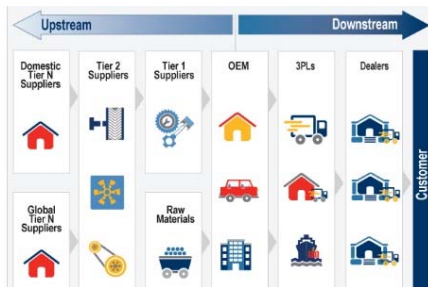 Upstream
Downstream
Domestic
Tier N
Suppliers
Tier 2
Suppliers
Tier 1
Suppliers
OEM
3PLs
Dealers
Global
Tier N
Suppliers
Raw
Materials
Customer